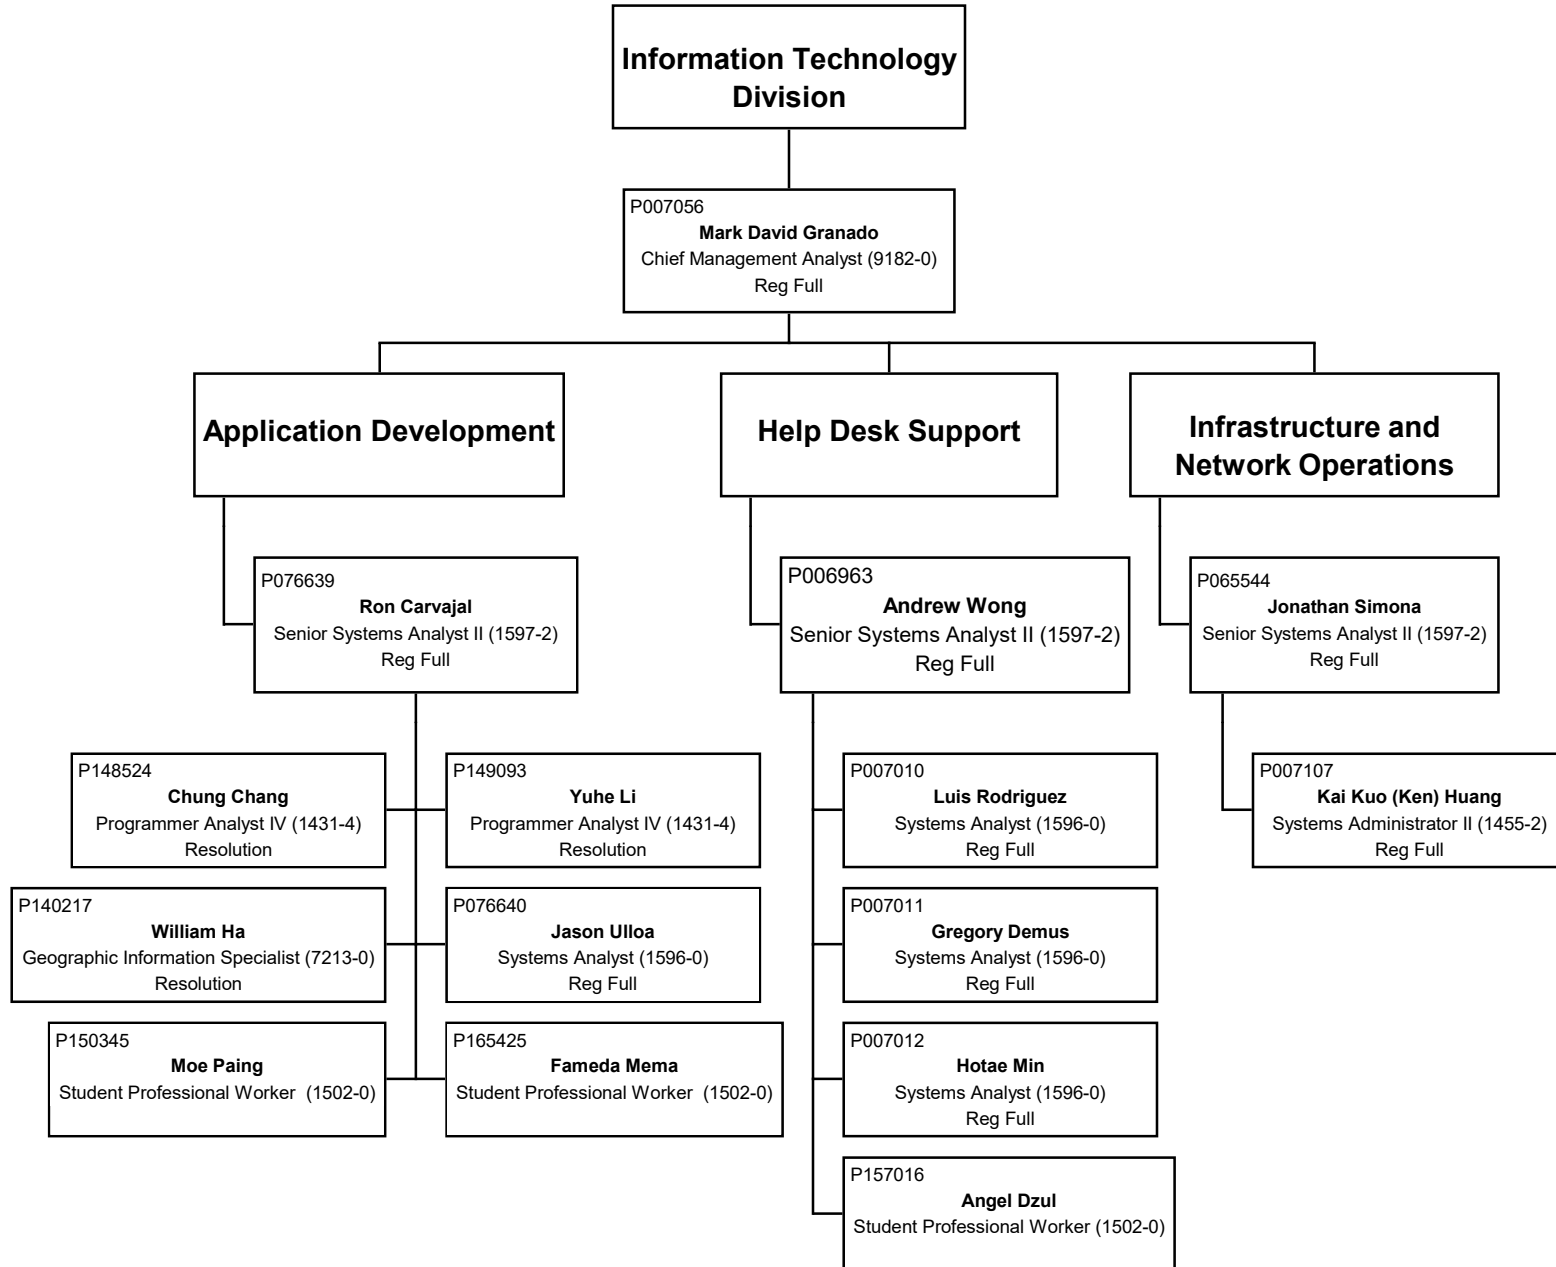 Information Technology
Division
P007056
Mark David Granado
Chief Management Analyst (9182-0)
Reg Full
Application Development
Help Desk Support
Infrastructure and
Network Operations
P076639
Ron Carvajal
Senior Systems Analyst II (1597-2)
Reg Full
P006963
Andrew Wong
Senior Systems Analyst II (1597-2)
Reg Full
P065544
Jonathan Simona
Senior Systems Analyst II (1597-2)
Reg Full
P148524
Chung Chang
Programmer Analyst IV (1431-4)
Resolution
P149093
Yuhe Li
Programmer Analyst IV (1431-4)
Resolution
P007010
Luis Rodriguez
Systems Analyst (1596-0)
Reg Full
P007107
Kai Kuo (Ken) Huang
Systems Administrator II (1455-2)
Reg Full
P140217
William Ha
Geographic Information Specialist (7213-0)
Resolution
P076640
Jason Ulloa
Systems Analyst (1596-0)
Reg Full
P007011
Gregory Demus
Systems Analyst (1596-0)
Reg Full
P150345
Moe Paing
Student Professional Worker  (1502-0)
P165425
Fameda Mema
Student Professional Worker  (1502-0)
P007012
Hotae Min
Systems Analyst (1596-0)
Reg Full
P157016
Angel Dzul
Student Professional Worker (1502-0)